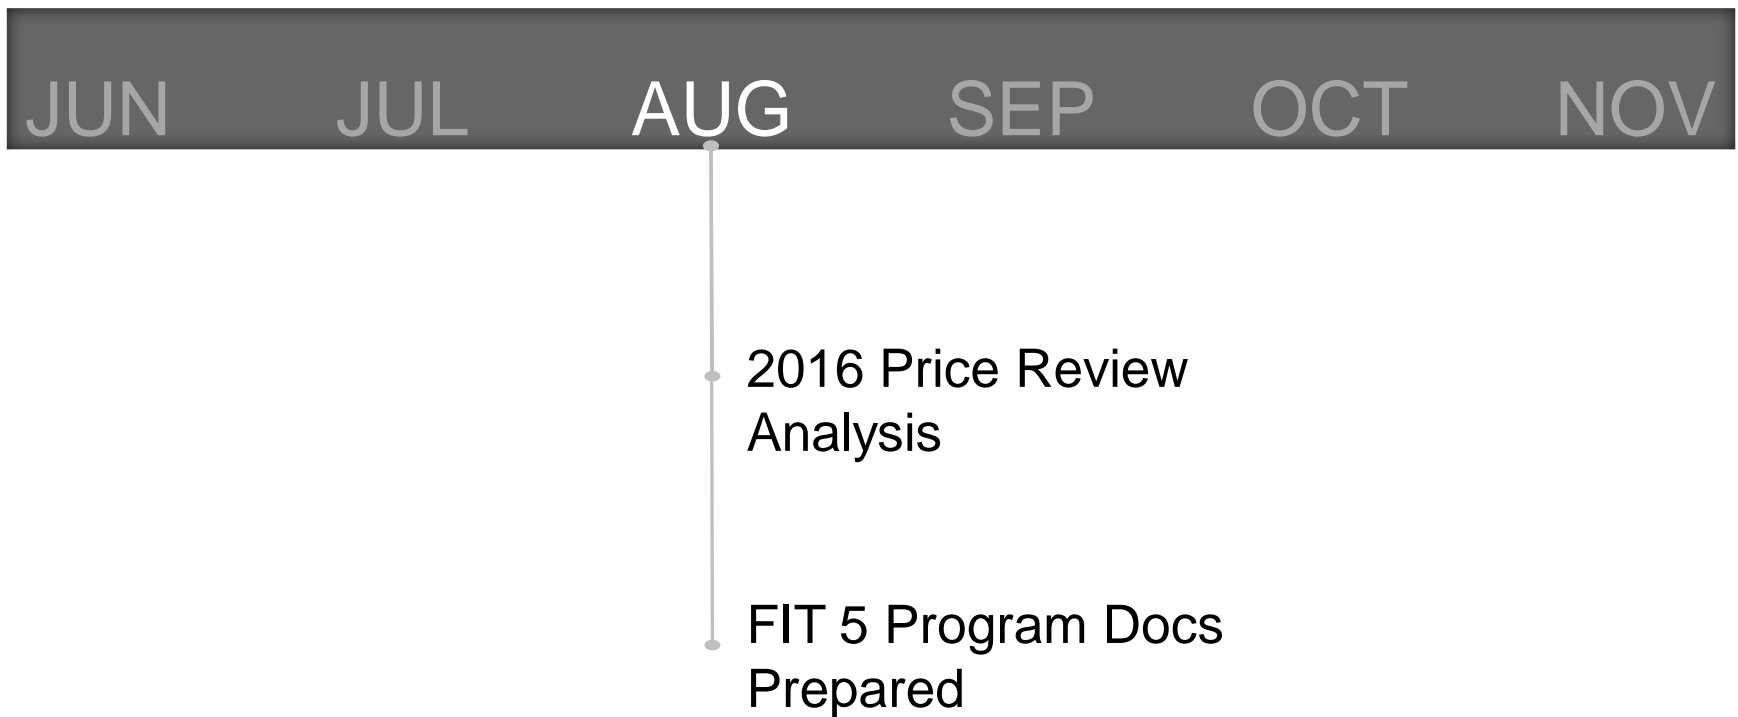 JUN JUL AUG SEP OCT NOV
2016 Price Review
Analysis
FIT 5 Program Docs
Prepared